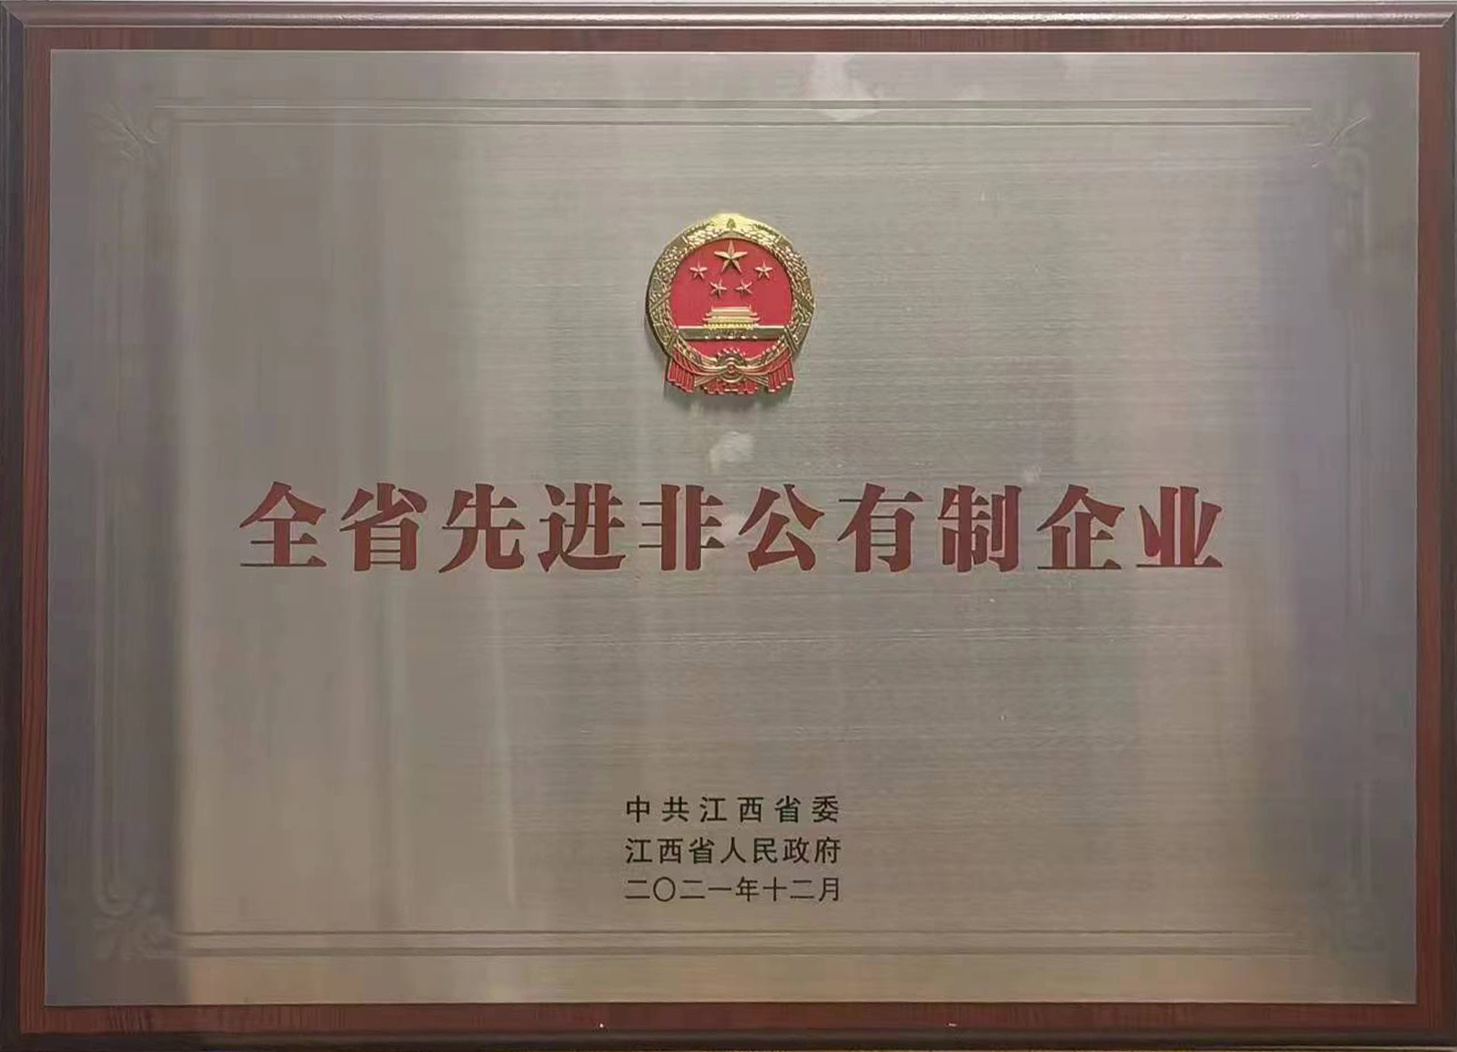 全省先进非公有制企业
中共江西省委
江西省人民政府
二〇二一年十二月